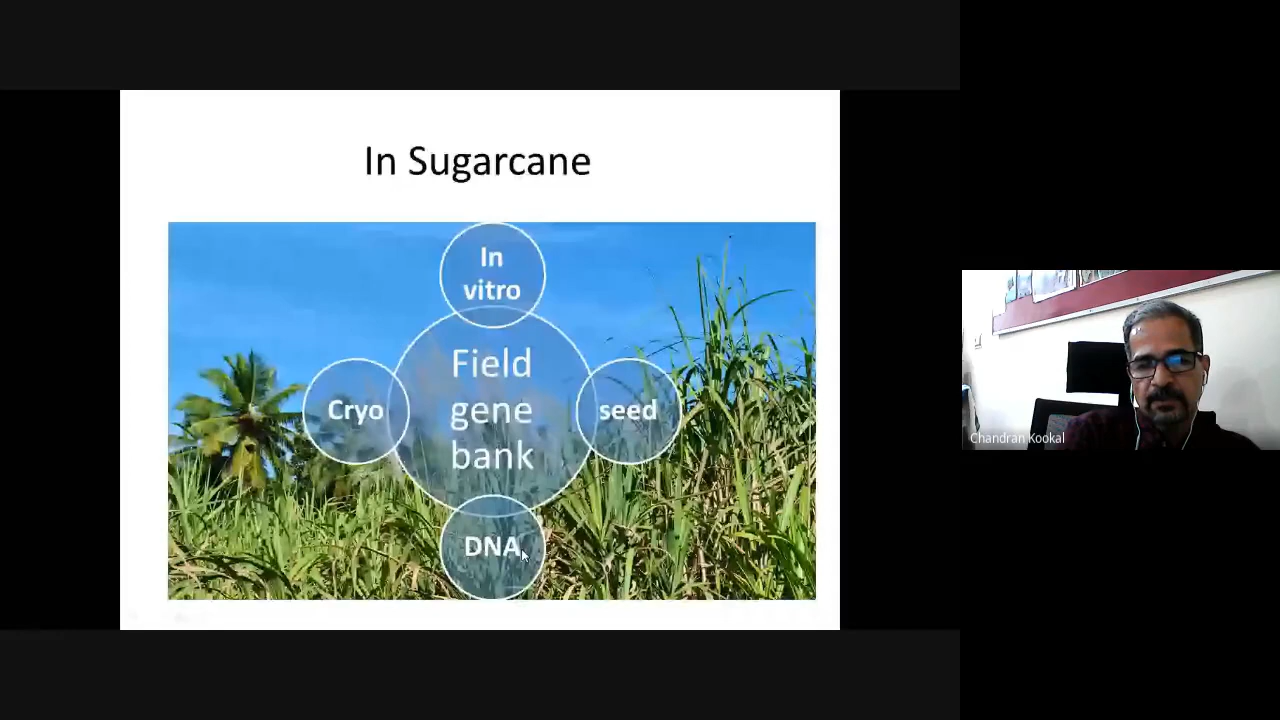 In Sugarcane
In
vitro
Field
gene
bank
Cryo
seed
DNA
Chandran Kookal